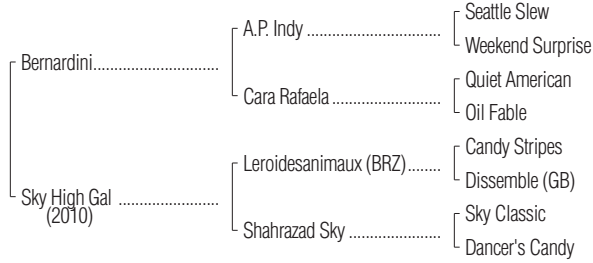 Seattle Slew
A.P. Indy ..............................
Weekend Surprise
Bernardini..............................
Quiet American
Cara Rafaela .........................
Oil Fable
Candy Stripes
Leroidesanimaux (BRZ)........
Dissemble (GB)
Sky High Gal ........................
(2010)
Sky Classic
Shahrazad Sky .....................
Dancer's Candy